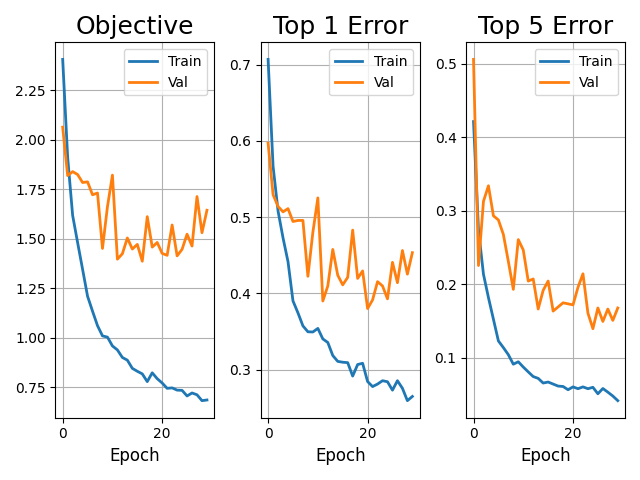 Objective
Train
Val
2.25
2.00
1.75
1.50
1.25
1.00
0.75
0
20
Epoch
Top 1 Error
Train
Val
0.7
0.6
0.5
0.4
0.3
0
20
Epoch
Top 5 Error
Train
Val
0.5
0.4
0.3
0.2
0.1
0
20
Epoch